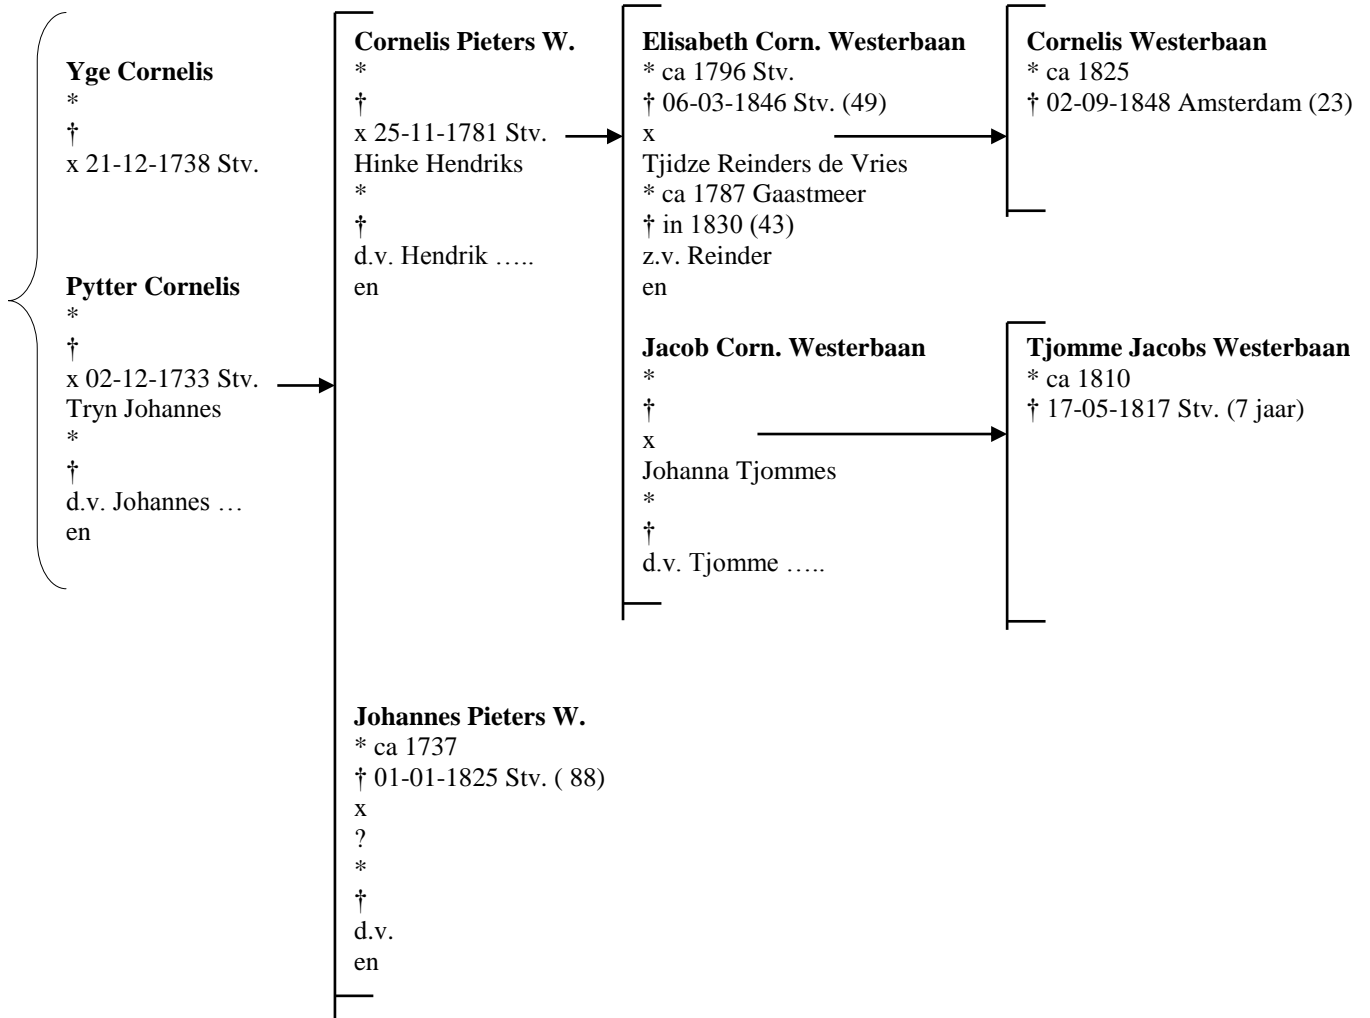 Yge Cornelis
*
†
x 21-12-1738 Stv.
Pytter Cornelis
*
†
x 02-12-1733 Stv.
Tryn Johannes
*
†
d.v. Johannes …
en
Cornelis Pieters W.
*
†
x 25-11-1781 Stv.
Hinke Hendriks
*
†
d.v. Hendrik …..
en
Johannes Pieters W.
* ca 1737
† 01-01-1825 Stv. ( 88)
x
?
*
†
d.v.
en
Elisabeth Corn. Westerbaan
* ca 1796 Stv.
† 06-03-1846 Stv. (49)
x
Tjidze Reinders de Vries
* ca 1787 Gaastmeer
† in 1830 (43)
z.v. Reinder
en
Jacob Corn. Westerbaan
*
†
x
Johanna Tjommes
*
†
d.v. Tjomme …..
Cornelis Westerbaan
* ca 1825
† 02-09-1848 Amsterdam (23)
Tjomme Jacobs Westerbaan
* ca 1810
† 17-05-1817 Stv. (7 jaar)